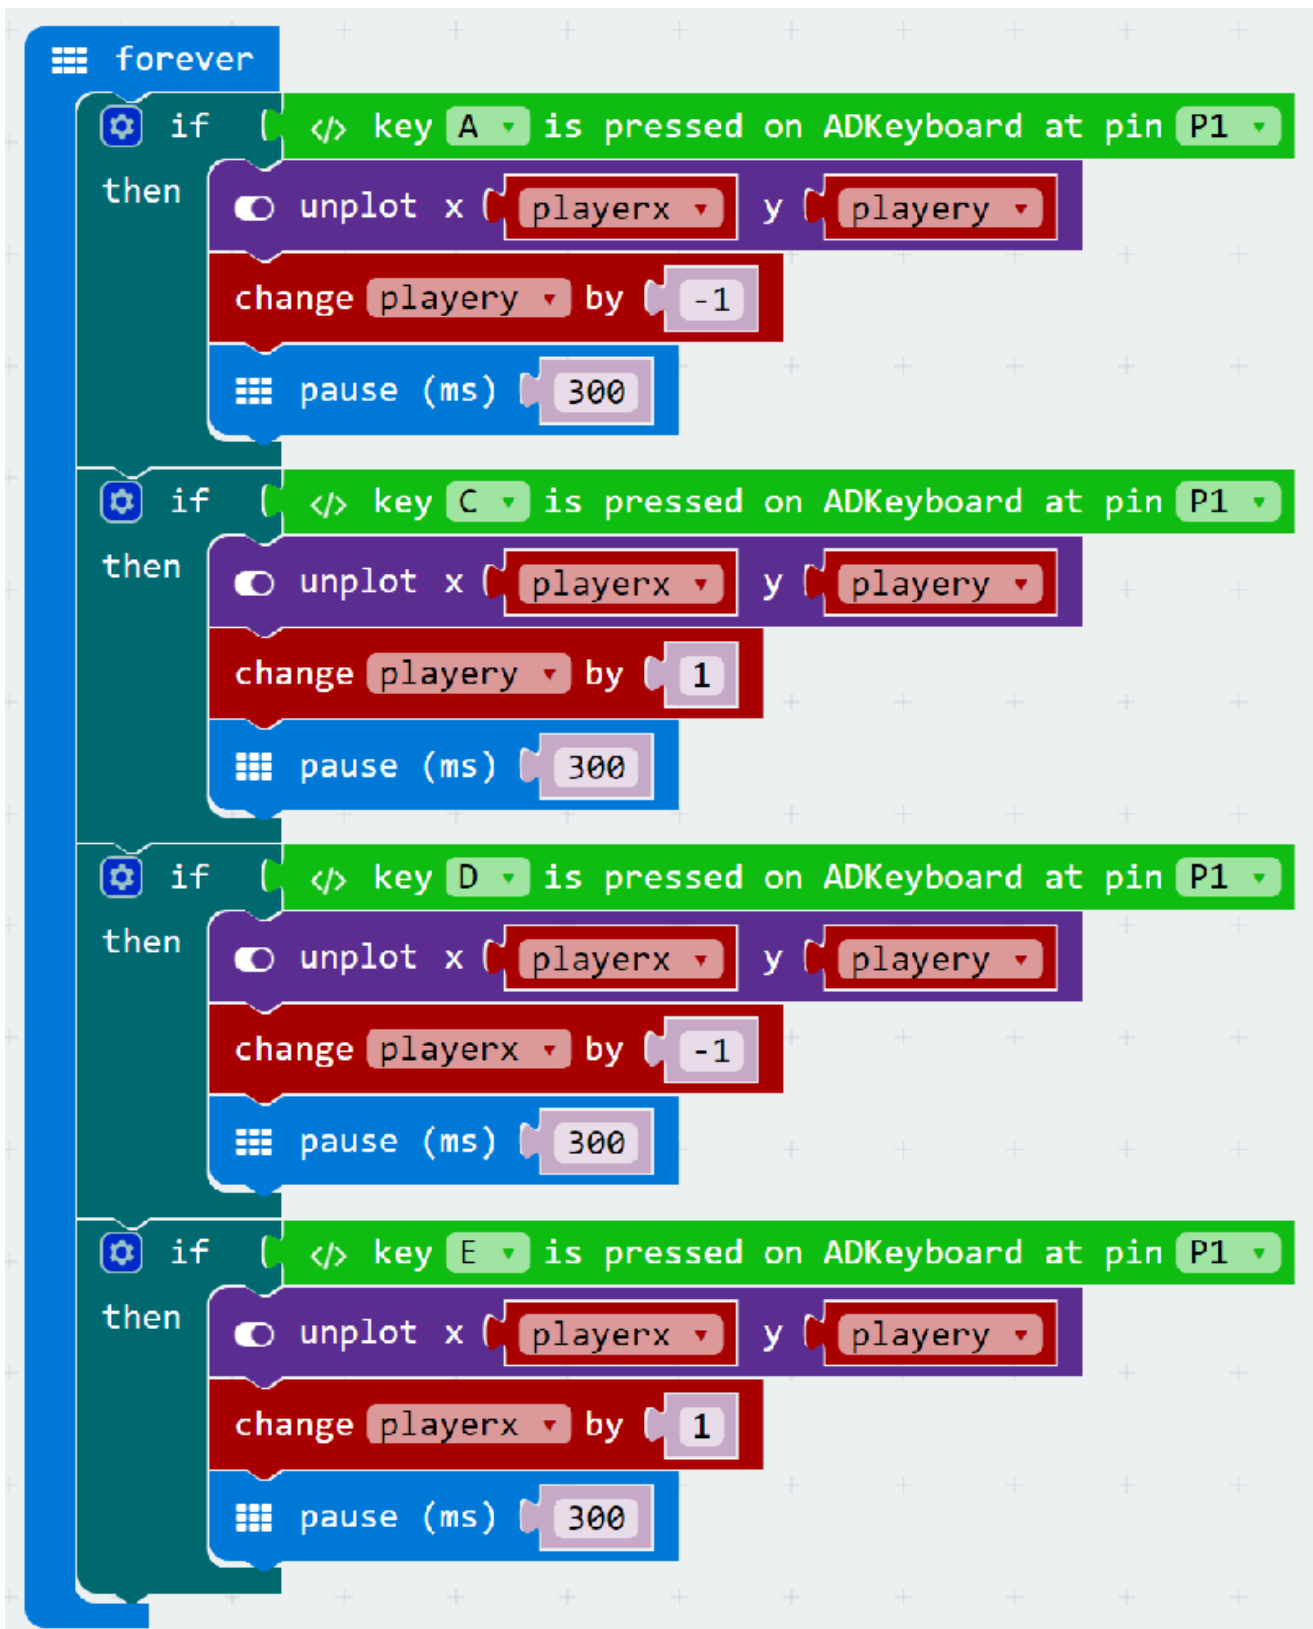 forever
if </> key A is pressed on ADKeyboard at pin P1
then unplot x playerx y playery
change playery by -1
pause (ms) 300
if </> key C is pressed on ADKeyboard at pin P1
then unplot x playerx y playery
change playery by 1
pause (ms) 300
if </> key D is pressed on ADKeyboard at pin P1
then unplot x playerx y playery
change playerx by -1
pause (ms) 300
if </> key E is pressed on ADKeyboard at pin P1
then unplot x playerx y playery
change playerx by 1
pause (ms) 300